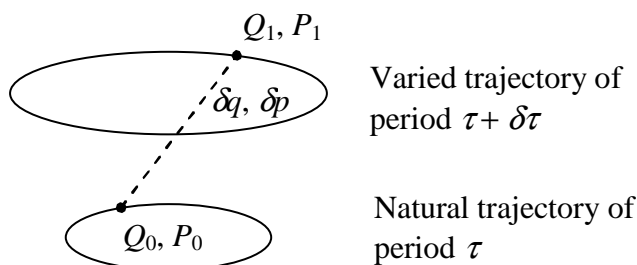 Q₁, P₁
δq, δp
Varied trajectory of
period τ + δτ
Q₀, P₀
Natural trajectory of
period τ